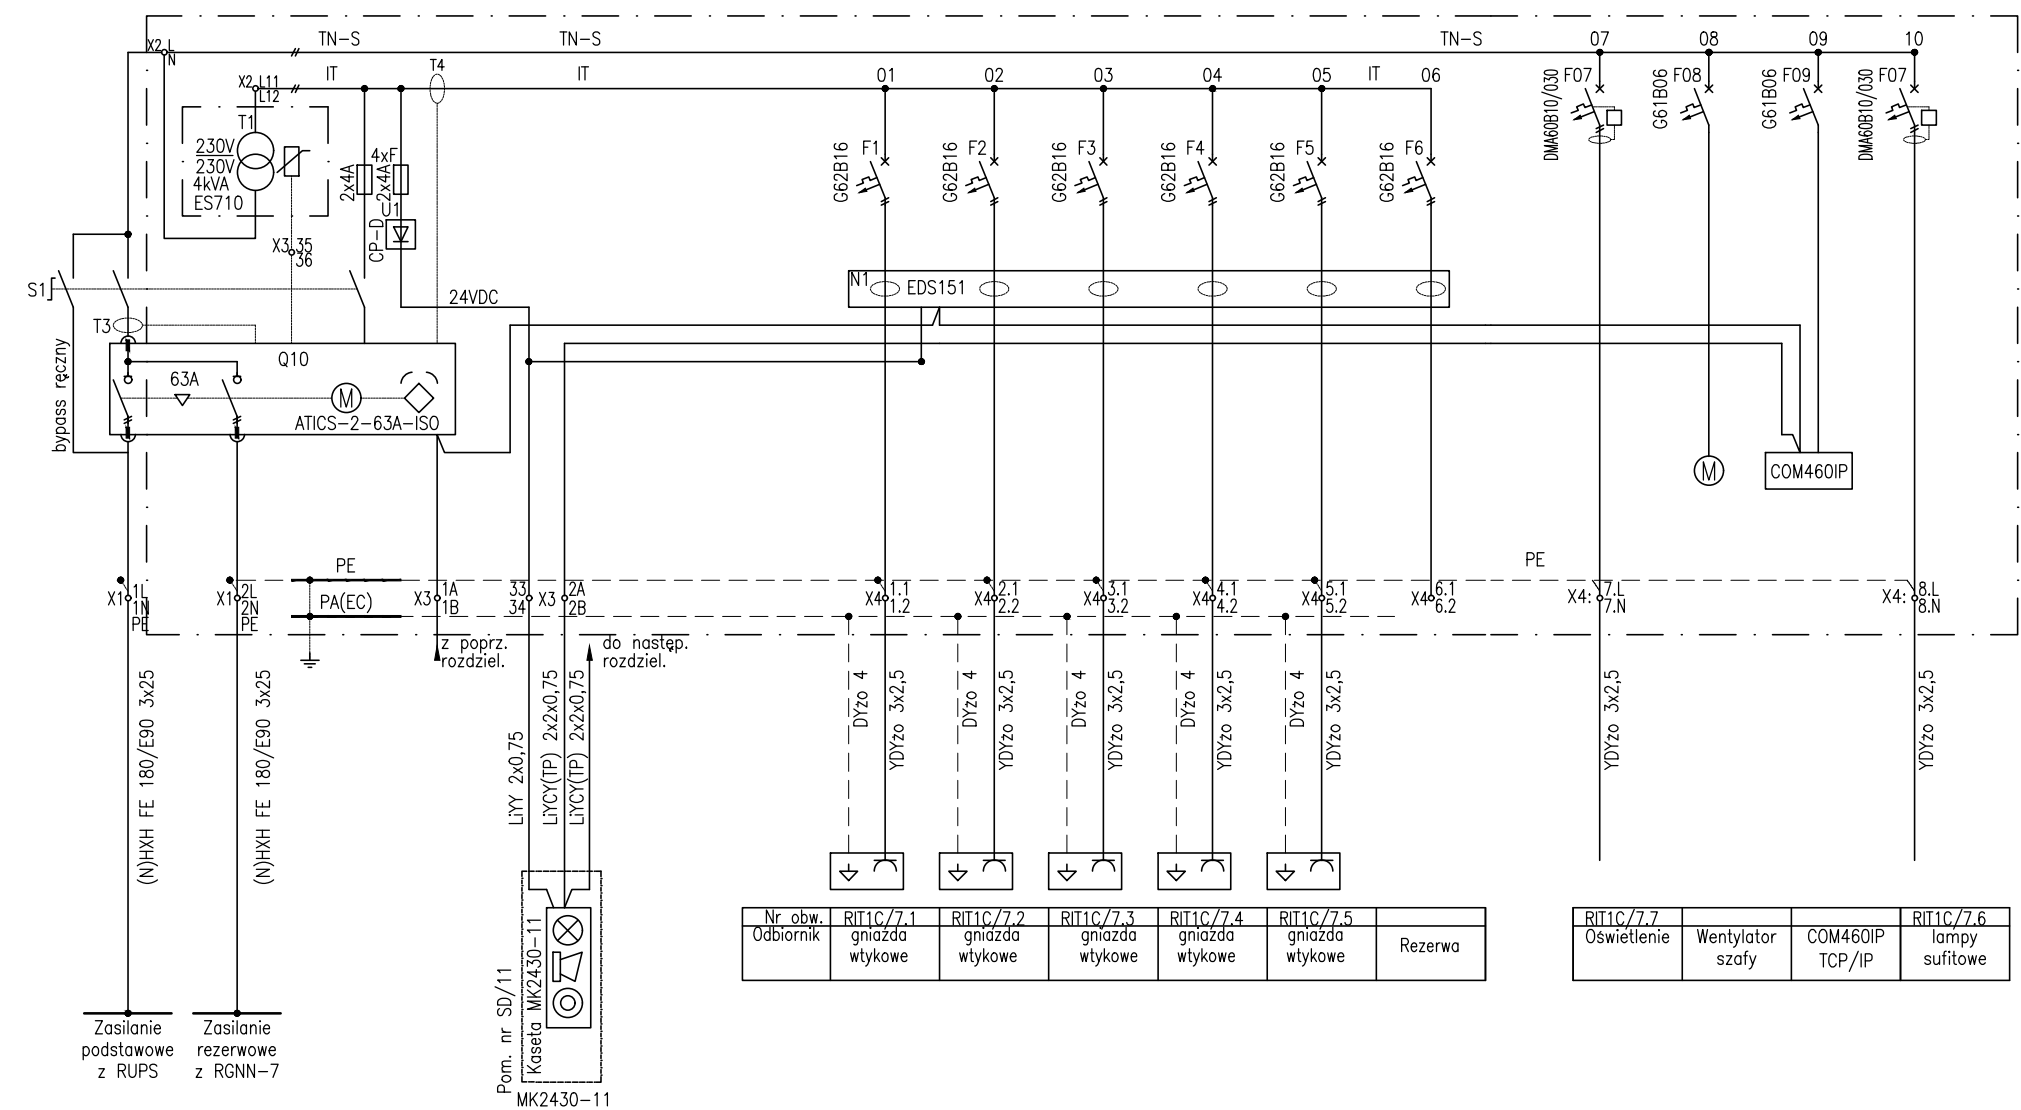 TN-S
TN-S
TN-S
07
08
09
10
X2
L
N
IT
T4
IT
01
02
03
04
05
IT
06
X2
L11
L12
T1
230V
230V
4kVA
ES710
2x4A
4xF
2x4A
U1
CP-D
F1
G62B16
F2
G62B16
F3
G62B16
F4
G62B16
F5
G62B16
F6
G62B16
F07
DMA60B10/030
F08
G61B06
F09
G61B06
F07
DMA60B10/030
X3
35
36
S1
24VDC
N1
EDS151
T3
Q10
63A
M
ATICS-2-63A-ISO
bypass ręczny
M
COM460IP
PE
PE
PA(EC)
X1
1L
1N
PE
X1
2L
2N
PE
X3
1A
1B
33
34
X3
2A
2B
X4
1.1
1.2
X4
2.1
2.2
X4
3.1
3.2
X4
4.1
4.2
X4
5.1
5.2
X4
6.1
6.2
X4:
7.L
7.N
X4:
8.L
8.N
z poprz.
rozdziel.
do następ.
rozdziel.
(N)HXH FE 180/E90 3x25
(N)HXH FE 180/E90 3x25
LiYY 2x0,75
LiYCY(TP) 2x2x0,75
LiYCY(TP) 2x2x0,75
DYżo 4
YDYżo 3x2,5
DYżo 4
YDYżo 3x2,5
DYżo 4
YDYżo 3x2,5
DYżo 4
YDYżo 3x2,5
DYżo 4
YDYżo 3x2,5
YDYżo 3x2,5
YDYżo 3x2,5
Nr obw.
RIT1C/7.1
RIT1C/7.2
RIT1C/7.3
RIT1C/7.4
RIT1C/7.5
Odbiornik
gniazda
wtykowe
gniazda
wtykowe
gniazda
wtykowe
gniazda
wtykowe
gniazda
wtykowe
Rezerwa
RIT1C/7.7
RIT1C/7.6
Oświetlenie
Wentylator
szafy
COM460IP
TCP/IP
lampy
sufitowe
Zasilanie
podstawowe
z RUPS
Zasilanie
rezerwowe
z RGNN-7
Pom. nr SD/11
Kaseta MK2430-11
MK2430-11